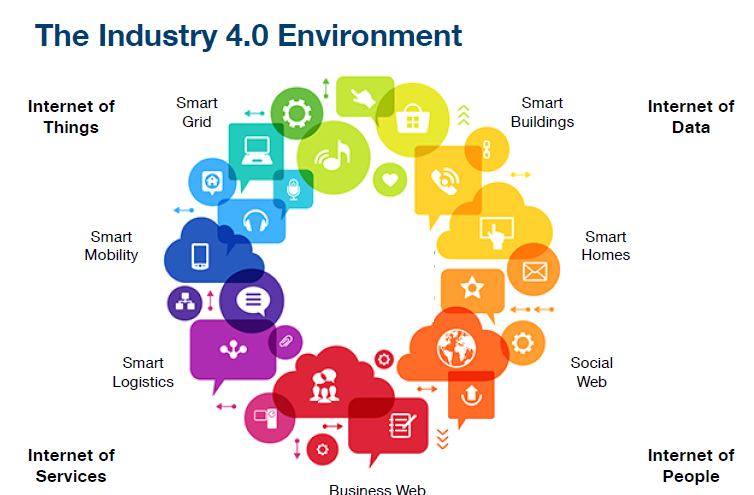 The Industry 4.0 Environment
Internet of
Things
Smart
Grid
Smart
Buildings
Internet of
Data
Smart
Mobility
Smart
Homes
Smart
Logistics
Social
Web
Internet of
Services
Business Web
Internet of
People